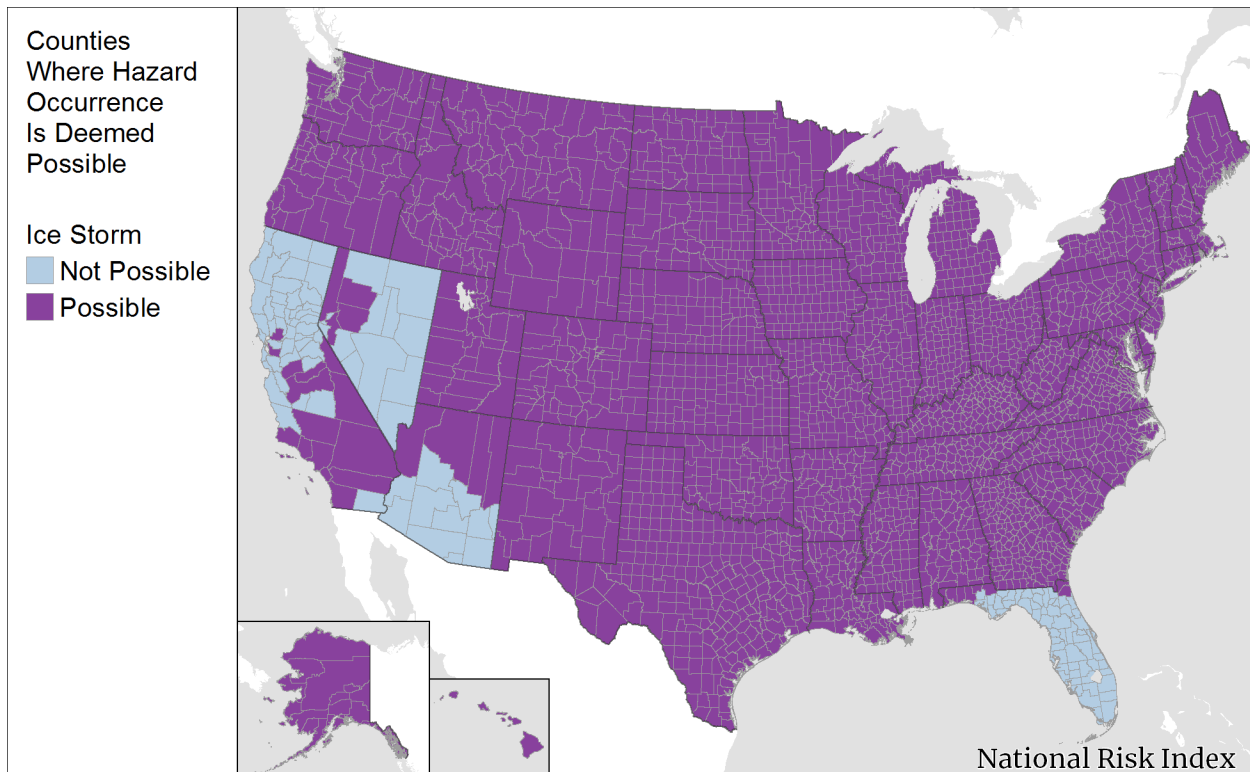 Counties
Where Hazard
Occurrence
Is Deemed
Possible
Ice Storm
Not Possible
Possible
National Risk Index